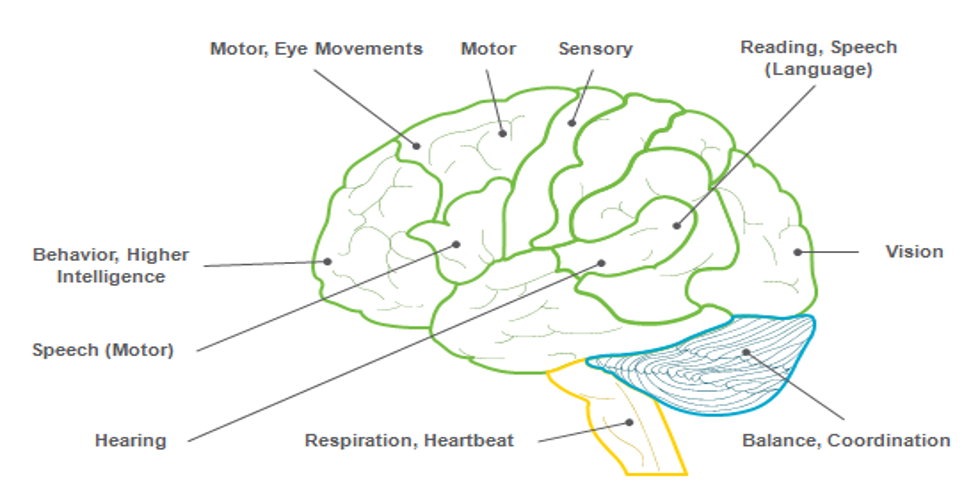 Motor, Eye Movements
Motor
Sensory
Reading, Speech
(Language)
Behavior, Higher
Intelligence
Vision
Speech (Motor)
Hearing
Respiration, Heartbeat
Balance, Coordination